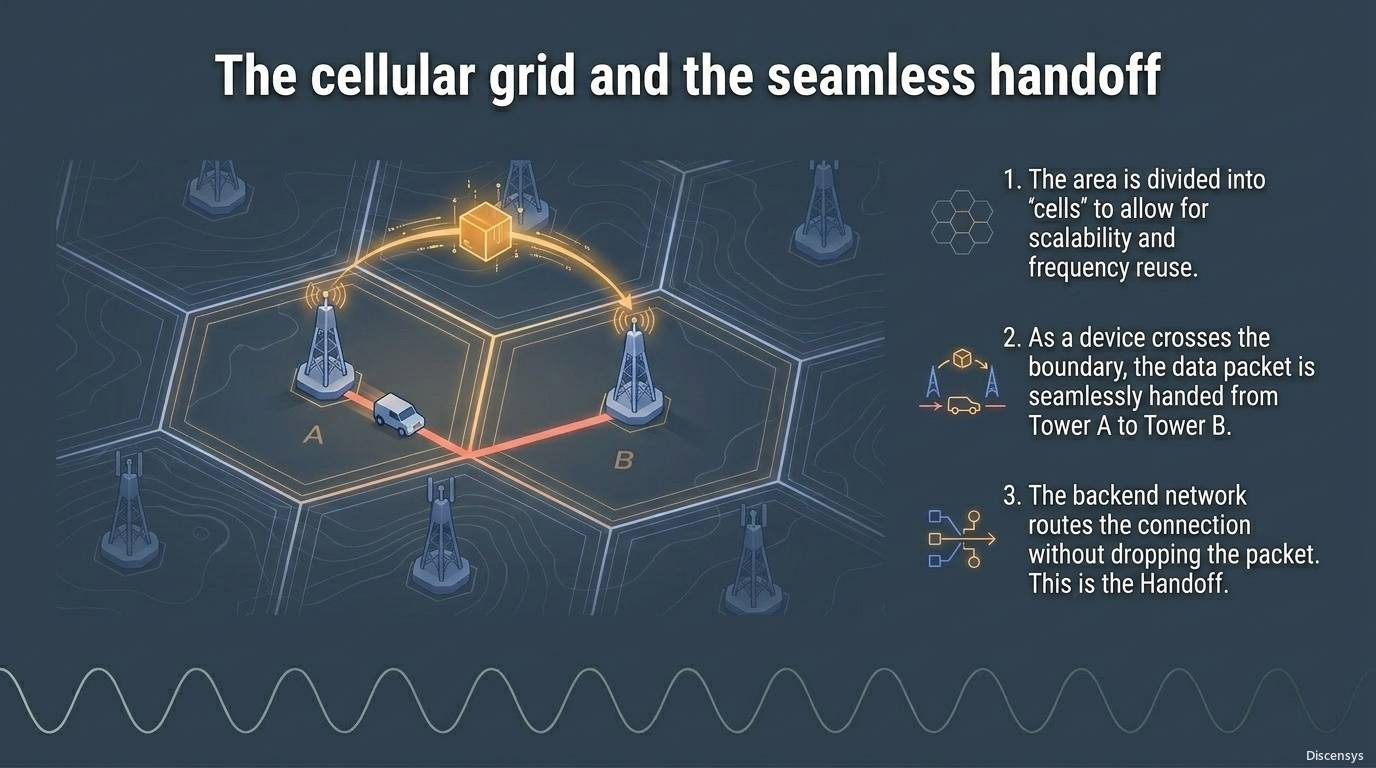 The cellular grid and the seamless handoff
A
B
1. The area is divided into
“cells” to allow for
scalability and
frequency reuse.
2. As a device crosses the
boundary, the data packet is
seamlessly handed from
Tower A to Tower B.
3. The backend network
routes the connection
without dropping the packet.
This is the Handoff.
Discensys